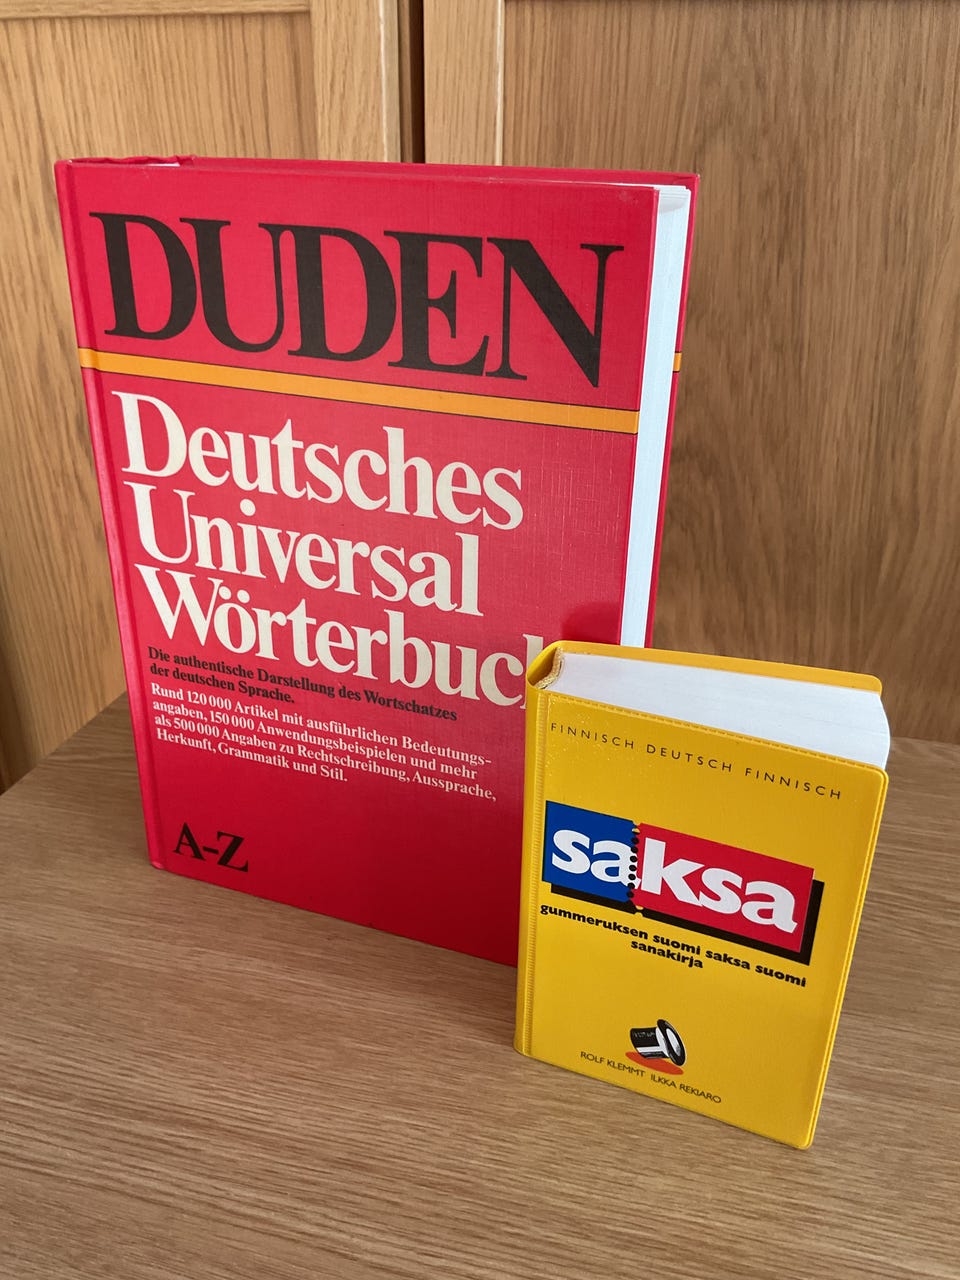 DUDEN
Deutsches
Universal
Wörterbuch
Die authentische Darstellung des Wortschatzes
der deutschen Sprache.
Rund 120 000 Artikel mit ausführlichen Bedeutungs-
angaben, 150 000 Anwendungsbeispielen und mehr
als 500 000 Angaben zu Rechtschreibung, Aussprache,
Herkunft, Grammatik und Stil.
A-Z
FINNISCH DEUTSCH FINNISCH
saksa
gummeruksen suomi saksa suomi
sanakirja
ROLF KLEMMT ILKKA REKIARO